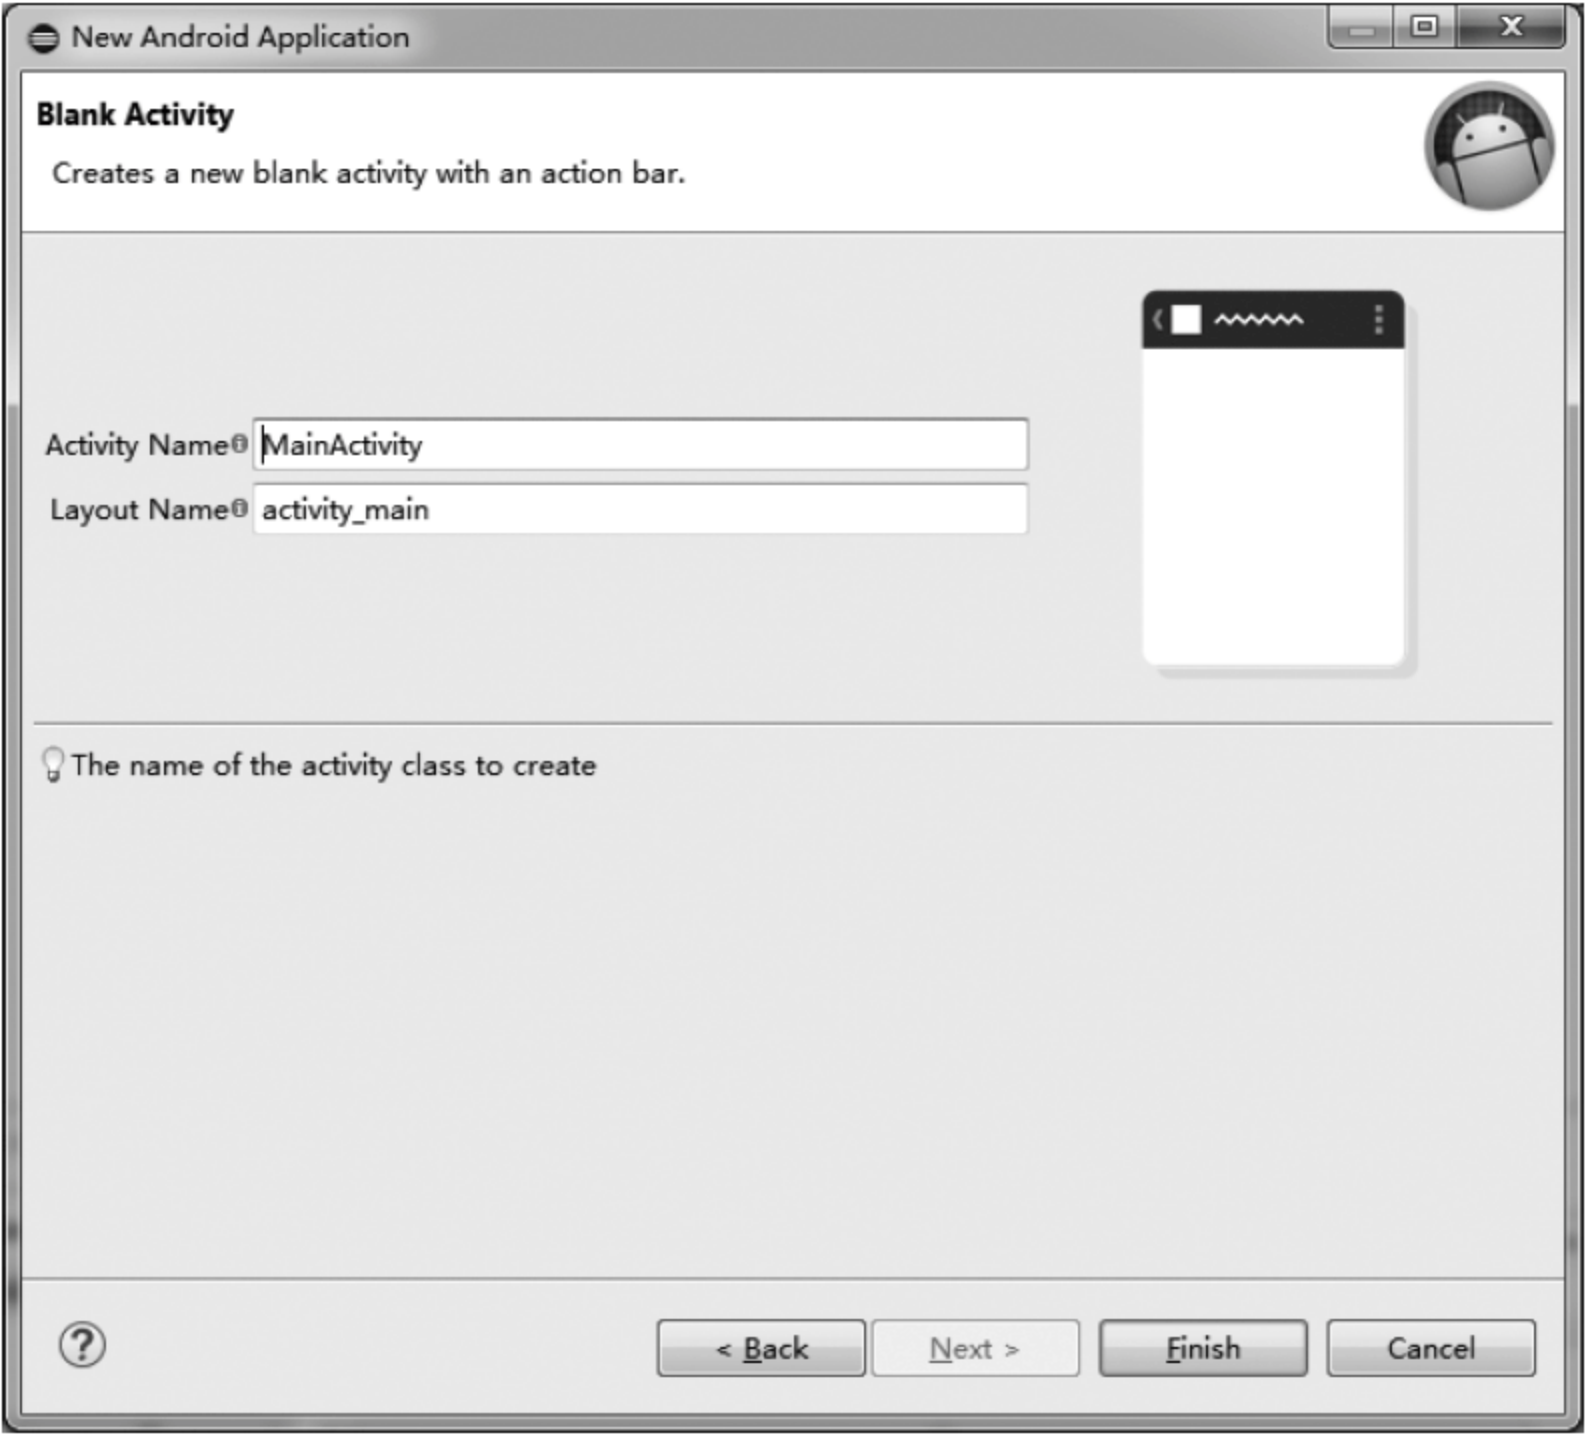 New Android Application
Blank Activity
Creates a new blank activity with an action bar.
Activity Name
MainActivity
Layout Name
activity_main
The name of the activity class to create
?
< Back
Next >
Finish
Cancel